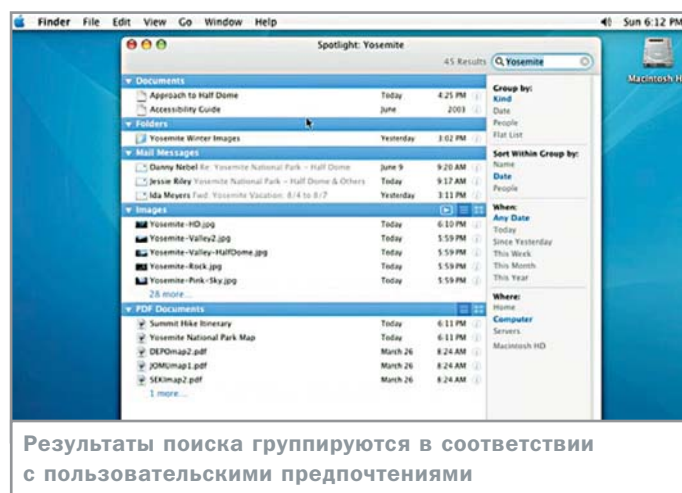 Finder File Edit View Go Window Help Sun 6:12 PM
Spotlight: Yosemite
45 Results Yosemite
Macintosh H
Documents
Approach to Half Dome Today 4:25 PM
Accessibility Guide June 2003
Folders
Yosemite Winter Images Yesterday 3:02 PM
Mail Messages
Danny Nebel Re: Yosemite National Park - Half Dome June 9 9:20 AM
Jessie Riley Yosemite National Park - Half Dome & Others Today 9:17 AM
Ida Meyers Fwd: Yosemite Vacation: 8/4 to 8/7 Yesterday 3:11 PM
Images
Yosemite-HD.jpg Today 6:10 PM
Yosemite-Valley2.jpg Today 5:59 PM
Yosemite-Valley-HalfDome.jpg Today 5:59 PM
Yosemite-Rock.jpg Today 5:59 PM
Yosemite-Pink-Sky.jpg Today 5:59 PM
28 more...
PDF Documents
Summit Hike Itinerary Today 6:11 PM
Yosemite National Park Map Today 6:11 PM
DEPOmap2.pdf March 26 8:24 AM
JOMUmap1.pdf March 26 8:24 AM
SEKImap2.pdf March 26 8:24 AM
1 more...
Group by:
Kind
Date
People
Flat List
Sort Within Group by:
Name
Date
People
When:
Any Date
Today
Since Yesterday
This Week
This Month
This Year
Where:
Home
Computer
Servers
Macintosh HD
Результаты поиска группируются в соответствии
с пользовательскими предпочтениями